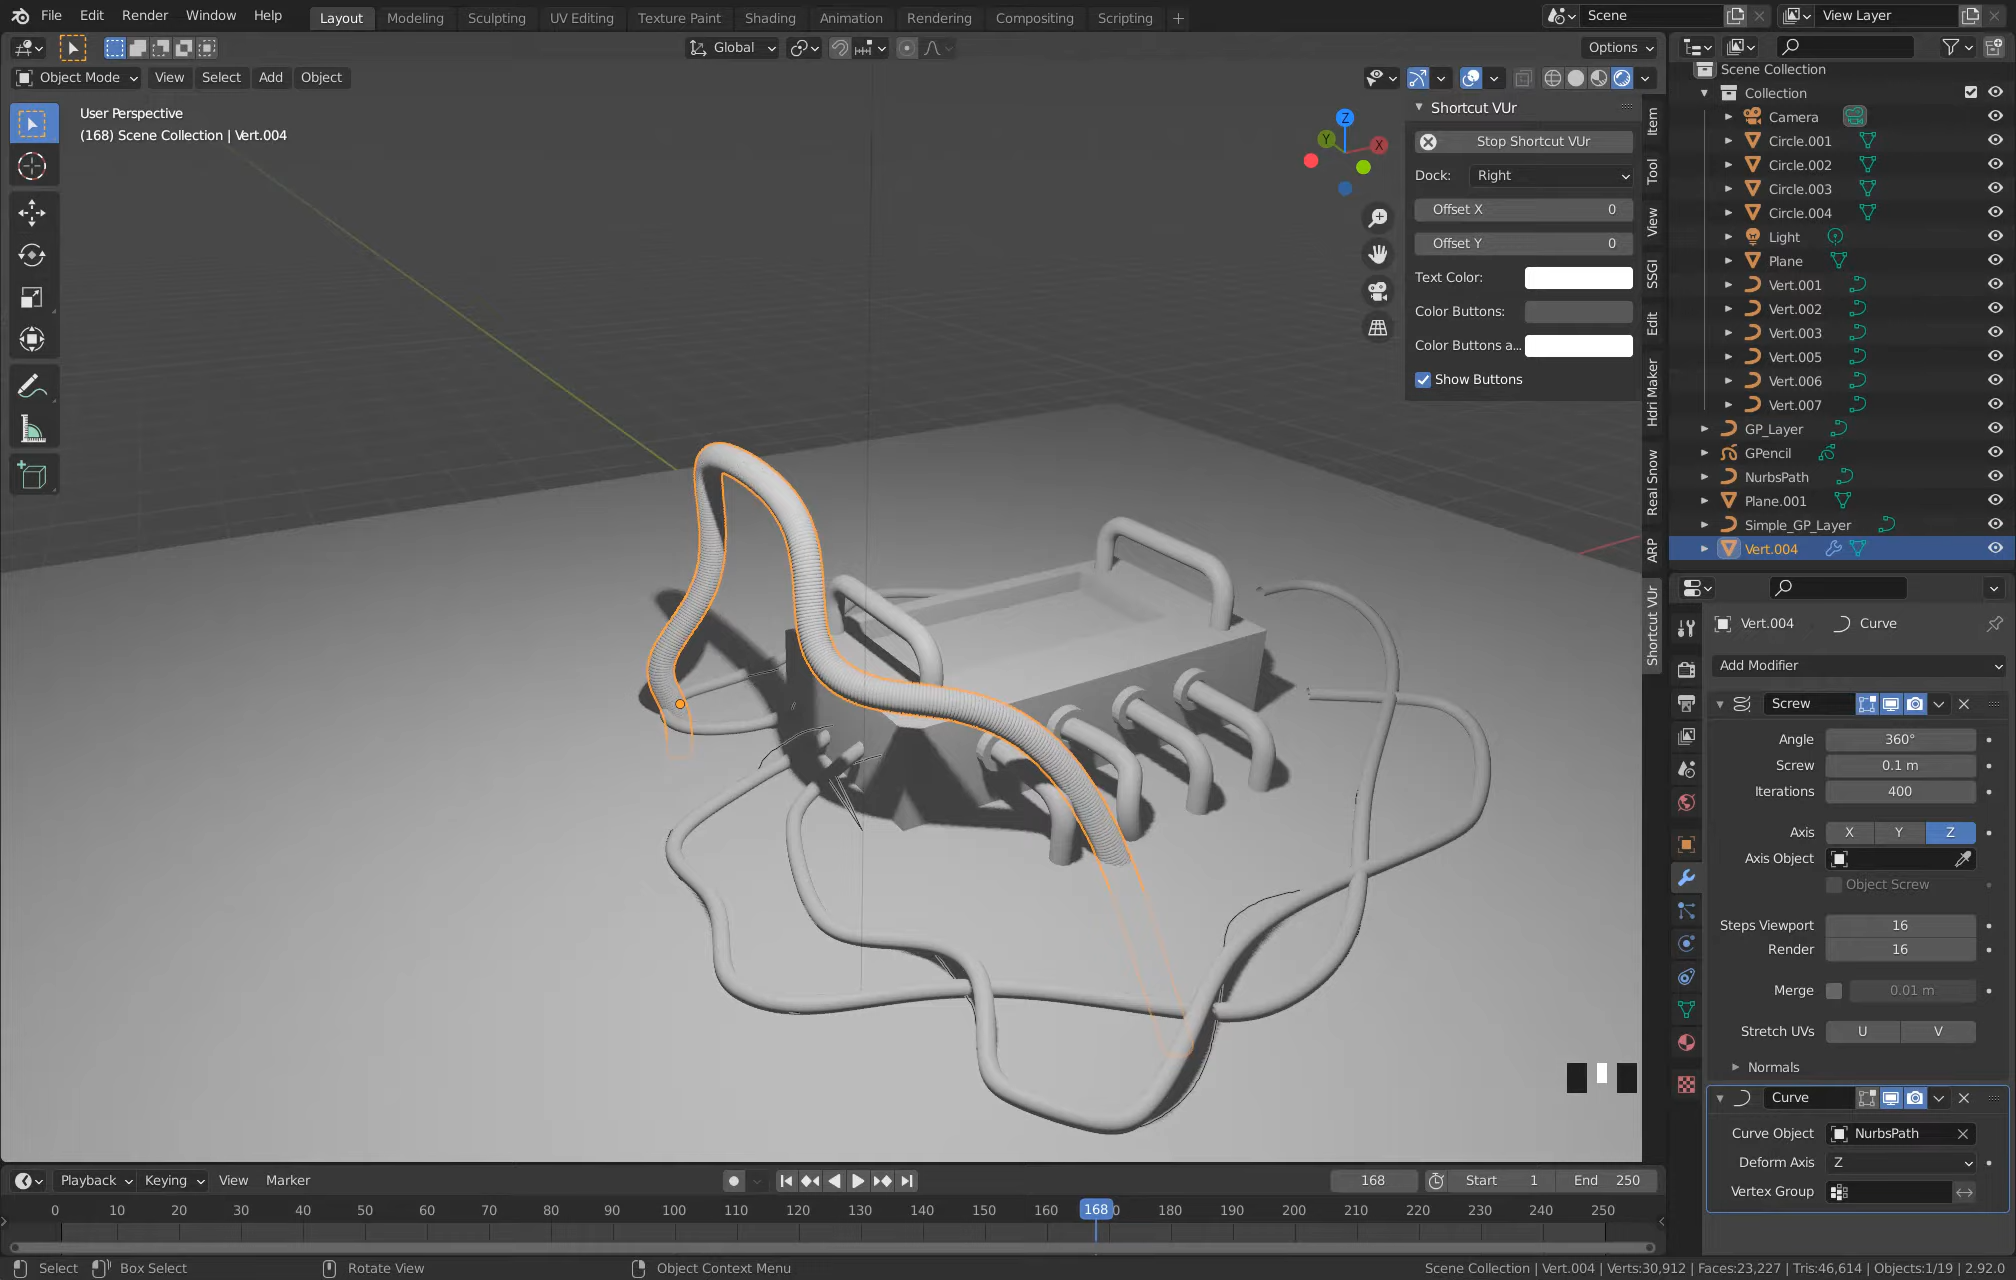 File Edit Render Window Help Layout Modeling Sculpting UV Editing Texture Paint Shading Animation Rendering Compositing Scripting + Scene View Layer
Global Options
Object Mode View Select Add Object
User Perspective
(168) Scene Collection | Vert.004
Z
Y
X
Shortcut VUr
Stop Shortcut VUr
Dock: Right
Offset X 0
Offset Y 0
Text Color:
Color Buttons:
Color Buttons a...
Show Buttons
Item
Tool
View
SSGI
Edit
Hdri Maker
Real Snow
ARP
Shortcut VUr
Scene Collection
Collection
Camera
Circle.001
Circle.002
Circle.003
Circle.004
Light
Plane
Vert.001
Vert.002
Vert.003
Vert.005
Vert.006
Vert.007
GP_Layer
GPencil
NurbsPath
Plane.001
Simple_GP_Layer
Vert.004
Vert.004 Curve
Add Modifier
Screw
Angle 360°
Screw 0.1 m
Iterations 400
Axis X Y Z
Axis Object
Object Screw
Steps Viewport 16
Render 16
Merge 0.01 m
Stretch UVs U V
Normals
Curve
Curve Object NurbsPath
Deform Axis Z
Vertex Group
Playback Keying View Marker 168 Start 1 End 250
0 10 20 30 40 50 60 70 80 90 100 110 120 130 140 150 160 168 0 180 190 200 210 220 230 240 250
Select Box Select Rotate View Object Context Menu Scene Collection | Vert.004 | Verts:30,912 | Faces:23,227 | Tris:46,614 | Objects:1/19 | 2.92.0